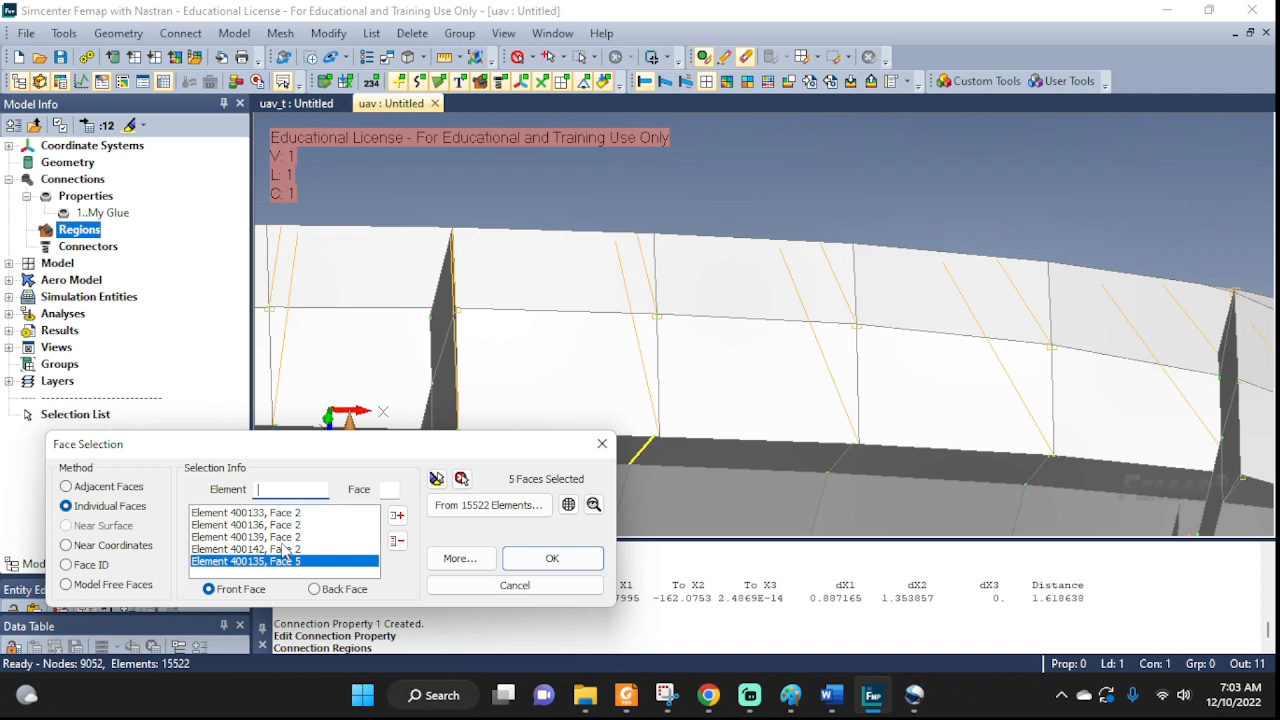 Simcenter Femap with Nastran - Educational License - For Educational and Training Use Only - [uav : Untitled]
File Tools Geometry Connect Model Mesh Modify List Delete Group View Window Help
234 Custom Tools User Tools
Model Info
uav_t : Untitled uav : Untitled
:12
Coordinate Systems
Geometry
Connections
Properties
1..My Glue
Regions
Connectors
Model
Aero Model
Simulation Entities
Analyses
Results
Views
Groups
Layers
Selection List
Educational License - For Educational and Training Use Only
V: 1
L: 1
C: 1
X
Face Selection
Method
Adjacent Faces
Individual Faces
Near Surface
Near Coordinates
Face ID
Model Free Faces
Selection Info
Element Face
Element 400133, Face 2
Element 400136, Face 2
Element 400139, Face 2
Element 400142, Face 2
Element 400135, Face 5
Front Face Back Face
5 Faces Selected
From 15522 Elements...
More... OK
Cancel
Mod
Entity Ec
Data Table
X1 To X2 To X3 dX1 dX2 dX3 Distance
7995 -162.0753 2.4869E-14 0.887165 1.353857 0. 1.618638
Connection Property 1 Created.
Edit Connection Property
Connection Regions
Ready - Nodes: 9052, Elements: 15522 Prop: 0 Ld: 1 Con: 1 Grp: 0 Out: 11
Search
7:03 AM
12/10/2022